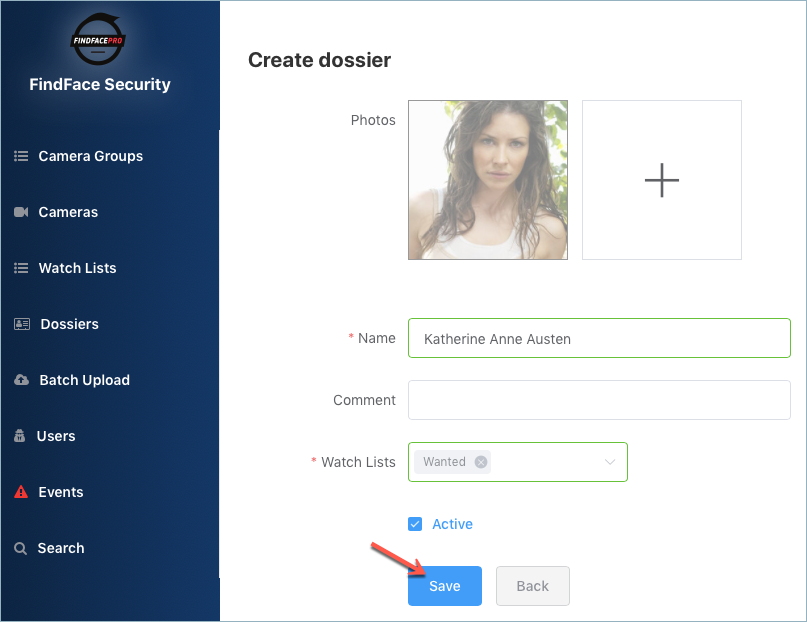 FINDFACEPRO
FindFace Security
Camera Groups
Cameras
Watch Lists
Dossiers
Batch Upload
Users
Events
Search
Create dossier
Photos
* Name
Katherine Anne Austen
Comment
* Watch Lists
Wanted
Active
Save
Back